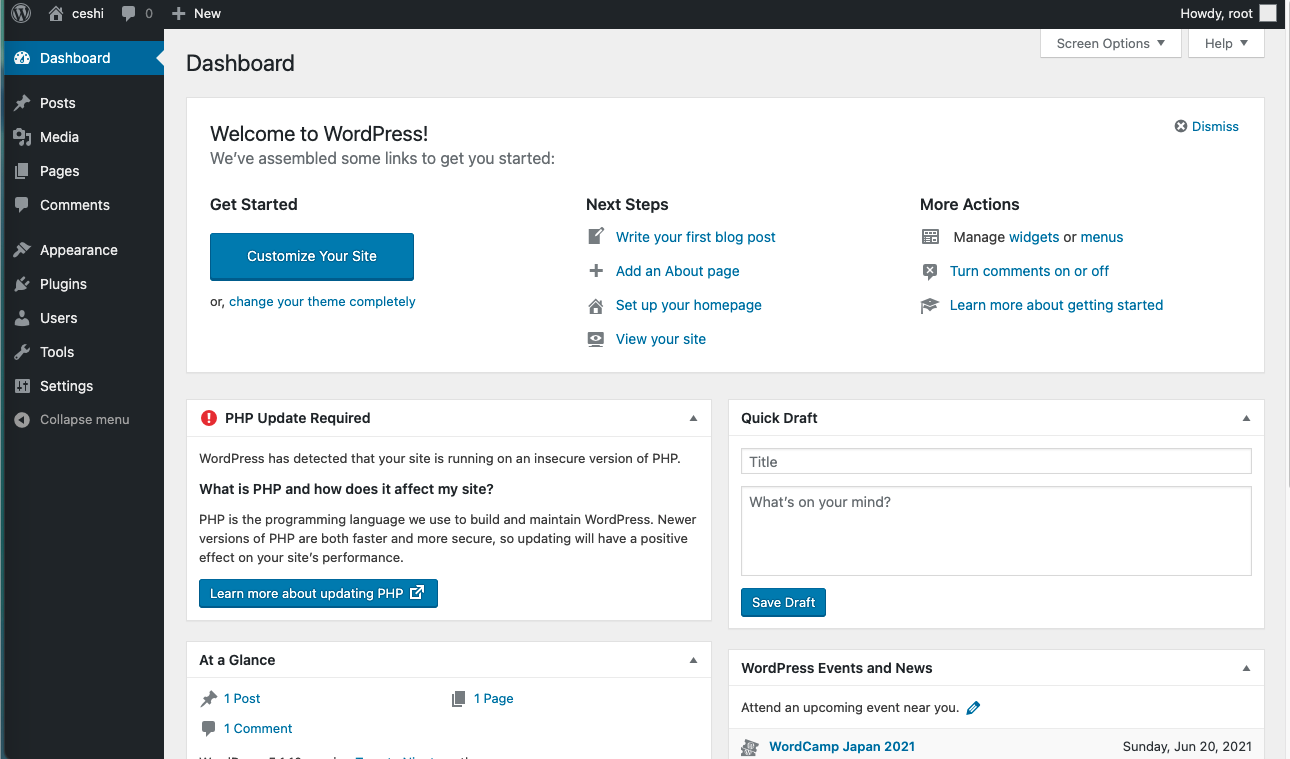 ceshi 0 New Howdy, root
Dashboard
Posts
Media
Pages
Comments
Appearance
Plugins
Users
Tools
Settings
Collapse menu
Screen Options Help
Dashboard
Welcome to WordPress!
Dismiss
We've assembled some links to get you started:
Get Started
Customize Your Site
or, change your theme completely
Next Steps
Write your first blog post
Add an About page
Set up your homepage
View your site
More Actions
Manage widgets or menus
Turn comments on or off
Learn more about getting started
PHP Update Required
WordPress has detected that your site is running on an insecure version of PHP.
What is PHP and how does it affect my site?
PHP is the programming language we use to build and maintain WordPress. Newer
versions of PHP are both faster and more secure, so updating will have a positive
effect on your site's performance.
Learn more about updating PHP
At a Glance
1 Post 1 Page
1 Comment
Quick Draft
Title
What's on your mind?
Save Draft
WordPress Events and News
Attend an upcoming event near you.
WordCamp Japan 2021 Sunday, Jun 20, 2021